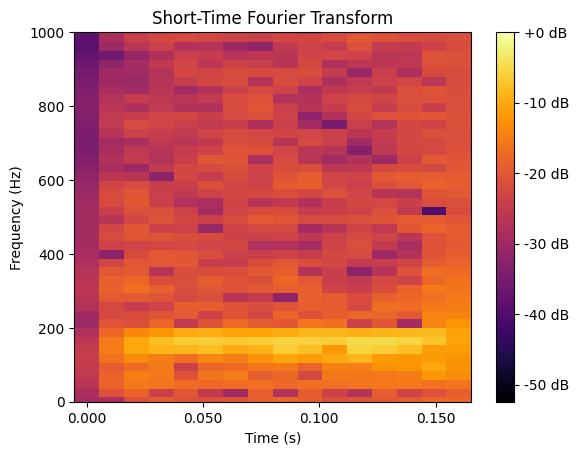 Short-Time Fourier Transform
1000
800
600
400
200
0
Frequency (Hz)
0.000
0.050
0.100
0.150
Time (s)
+0 dB
-10 dB
-20 dB
-30 dB
-40 dB
-50 dB